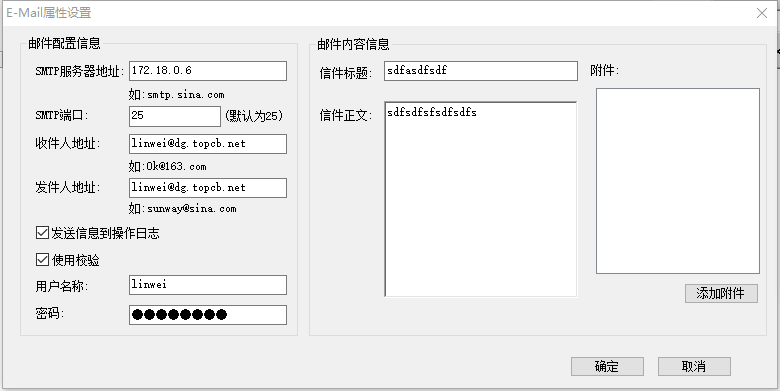 E-Mail属性设置
邮件配置信息
SMTP服务器地址: 172.18.0.6
如:smtp.sina.com
SMTP端口: 25 (默认为25)
收件人地址: linwei@dg.topcb.net
如:Ok@163.com
发件人地址: linwei@dg.topcb.net
如:sunway@sina.com
发送信息到操作日志
使用校验
用户名称: linwei
密码: ●●●●●●●●
邮件内容信息
信件标题: sdfasdfsdf
信件正文: sdfsdfsfsdfsdfs
附件:
添加附件
确定 取消